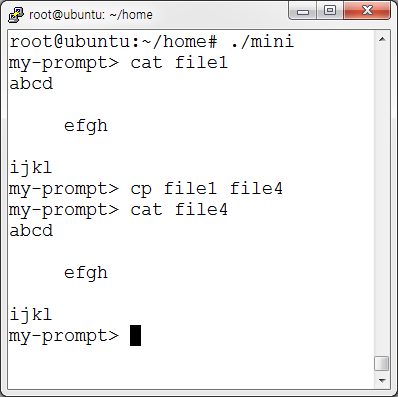 root@ubuntu: ~/home
root@ubuntu:~/home# ./mini
my-prompt> cat file1
abcd
efgh
ijkl
my-prompt> cp file1 file4
my-prompt> cat file4
abcd
efgh
ijkl
my-prompt>